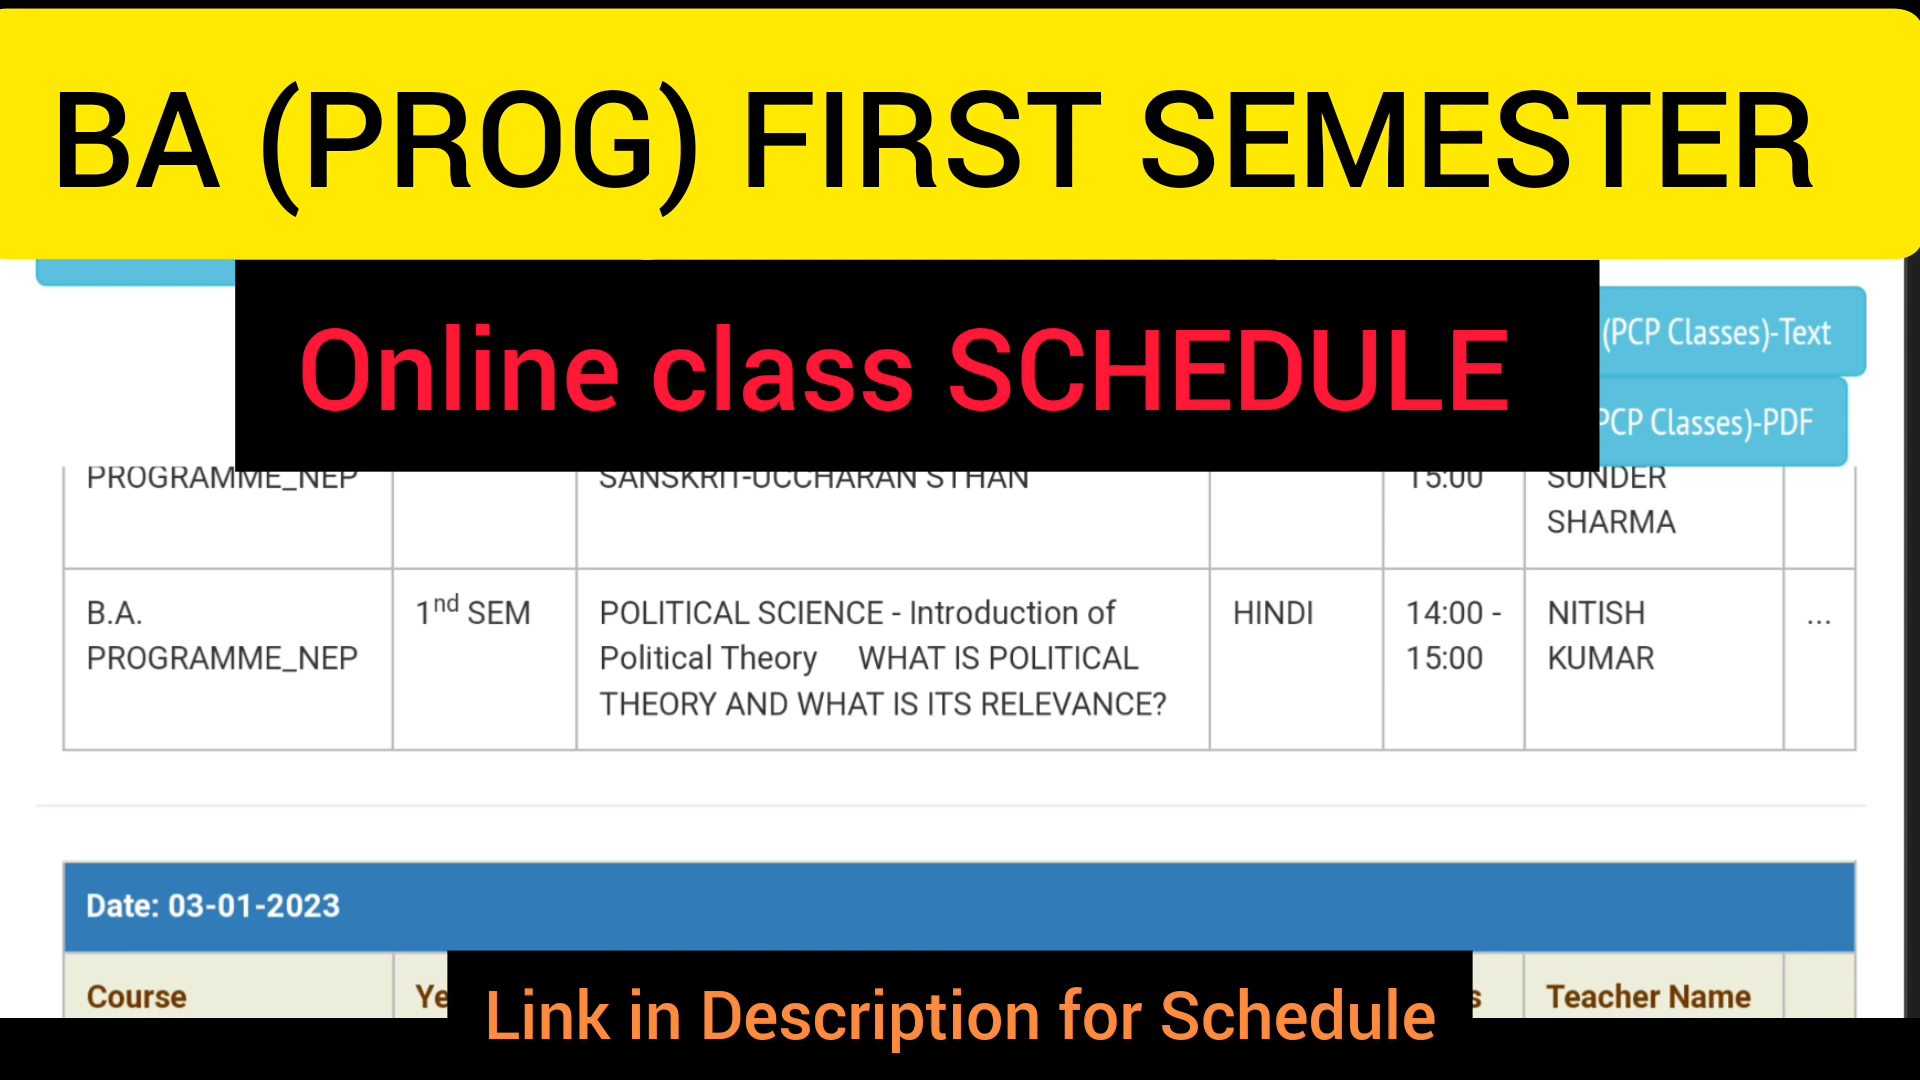 BA (PROG) FIRST SEMESTER
Online class SCHEDULE
(PCP Classes)-Text
PCP Classes)-PDF
PROGRAMME_NEP SANSKRIT-UCCHARAN STHAN 15:00 SUNDER
SHARMA
B.A. 1nd SEM POLITICAL SCIENCE - Introduction of HINDI 14:00 - NITISH ...
PROGRAMME_NEP Political Theory WHAT IS POLITICAL 15:00 KUMAR
THEORY AND WHAT IS ITS RELEVANCE?
Date: 03-01-2023
Course Teacher Name
Link in Description for Schedule